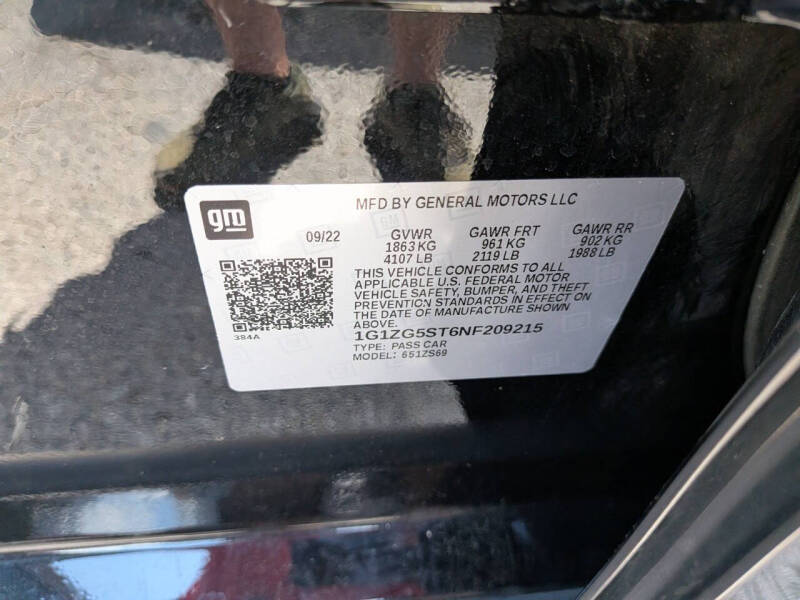 MFD BY GENERAL MOTORS LLC
gm
09/22 GVWR GAWR FRT GAWR RR
1863 KG 961 KG 902 KG
4107 LB 2119 LB 1988 LB
THIS VEHICLE CONFORMS TO ALL
APPLICABLE U.S. FEDERAL MOTOR
VEHICLE SAFETY, BUMPER, AND THEFT
PREVENTION STANDARDS IN EFFECT ON
THE DATE OF MANUFACTURE SHOWN
ABOVE.
384A
1G1ZG5ST6NF209215
TYPE: PASS CAR
MODEL: 651ZS69